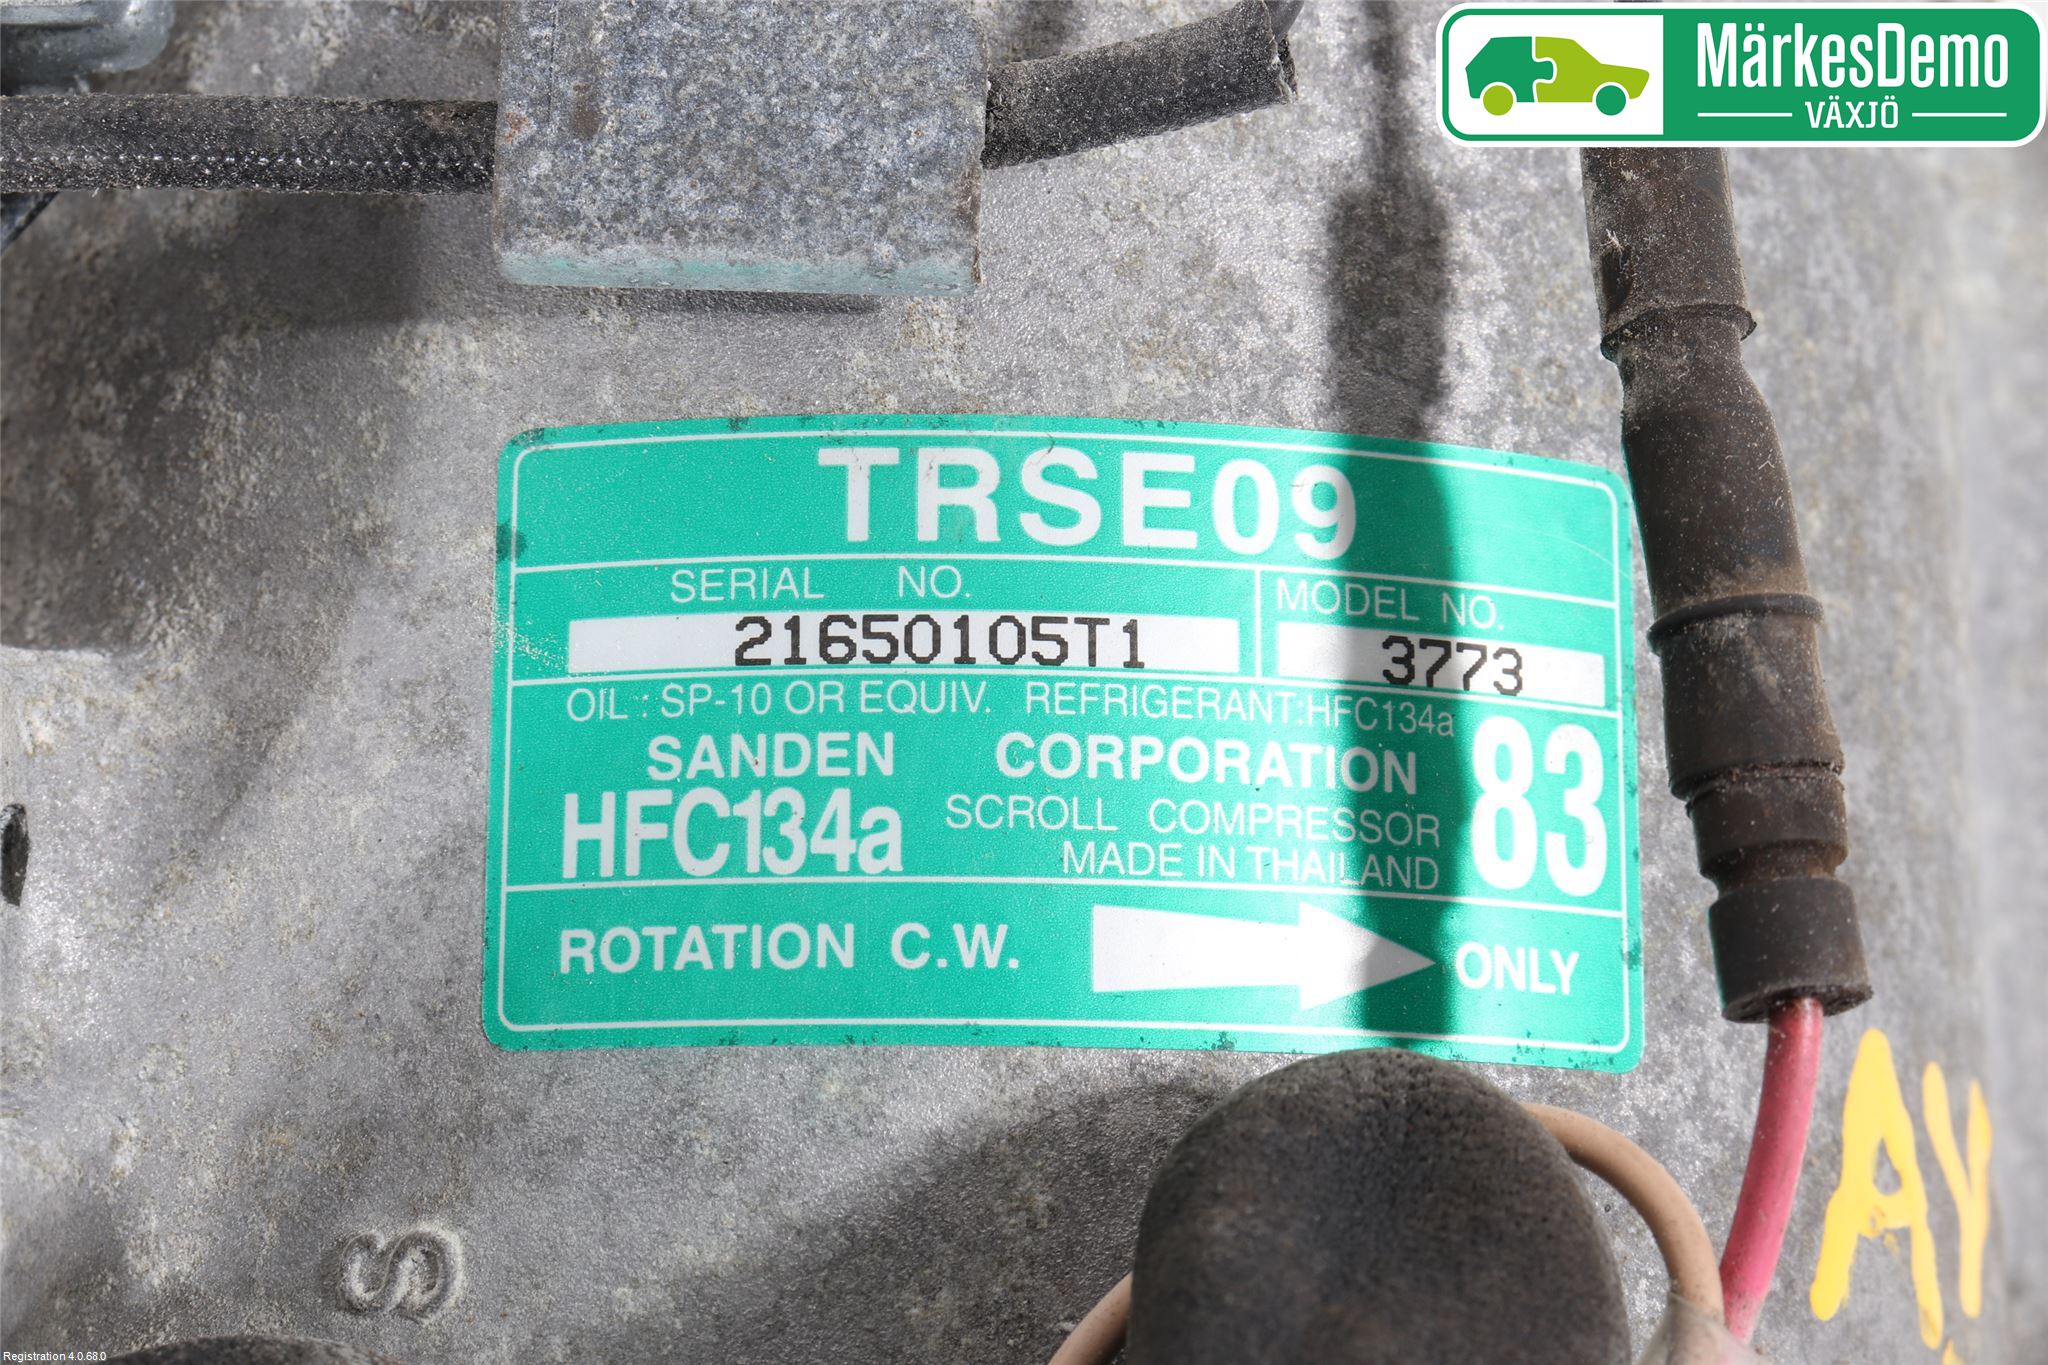 MärkesDemo
VÄXJÖ
TRSE09
SERIAL NO.
MODEL NO.
21650105T1
3773
OIL : SP-10 OR EQUIV. REFRIGERANT:HFC134a
SANDEN CORPORATION
83
HFC134a
SCROLL COMPRESSOR
MADE IN THAILAND
ROTATION C.W.
ONLY
S
AY
Registration 4.0.68.0